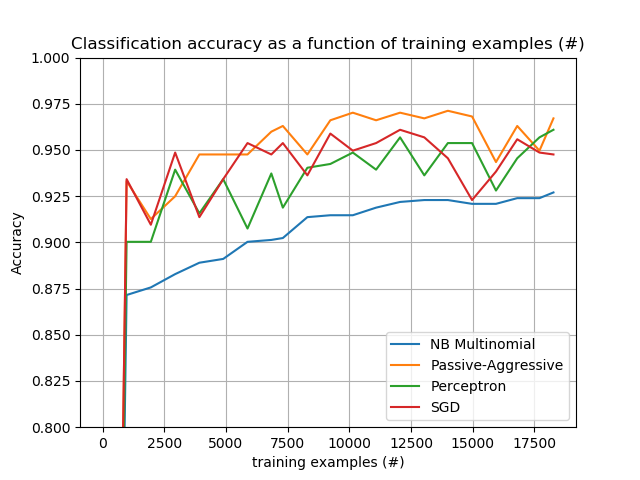 Classification accuracy as a function of training examples (#)
1.000
0.975
0.950
0.925
0.900
0.875
0.850
0.825
0.800
Accuracy
NB Multinomial
Passive-Aggressive
Perceptron
SGD
0 2500 5000 7500 10000 12500 15000 17500
training examples (#)